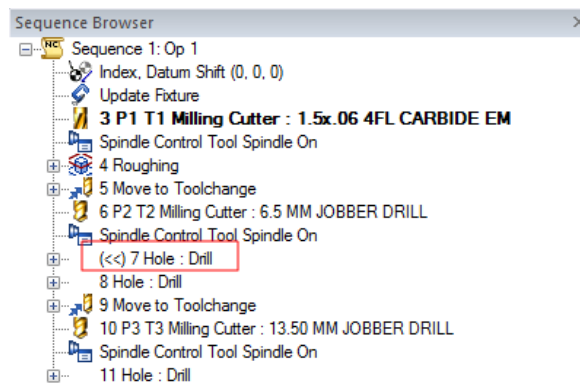 Sequence Browser
NC Sequence 1: Op 1
Index, Datum Shift (0, 0, 0)
Update Fixture
3 P1 T1 Milling Cutter : 1.5x.06 4FL CARBIDE EM
Spindle Control Tool Spindle On
4 Roughing
5 Move to Toolchange
6 P2 T2 Milling Cutter : 6.5 MM JOBBER DRILL
Spindle Control Tool Spindle On
(<<) 7 Hole : Drill
8 Hole : Drill
9 Move to Toolchange
10 P3 T3 Milling Cutter : 13.50 MM JOBBER DRILL
Spindle Control Tool Spindle On
11 Hole : Drill